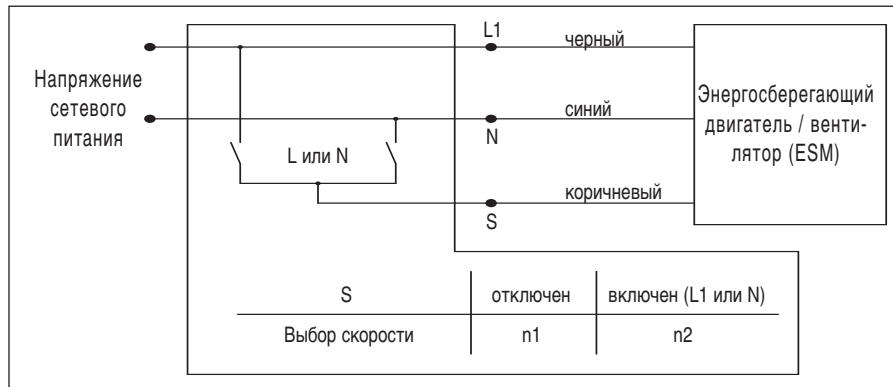 L1
черный
Напряжение
сетевого
питания
синий
N
Энергосберегающий
двигатель / венти-
лятор (ESM)
L или N
коричневый
S
S отключен включен (L1 или N)
Выбор скорости n1 n2